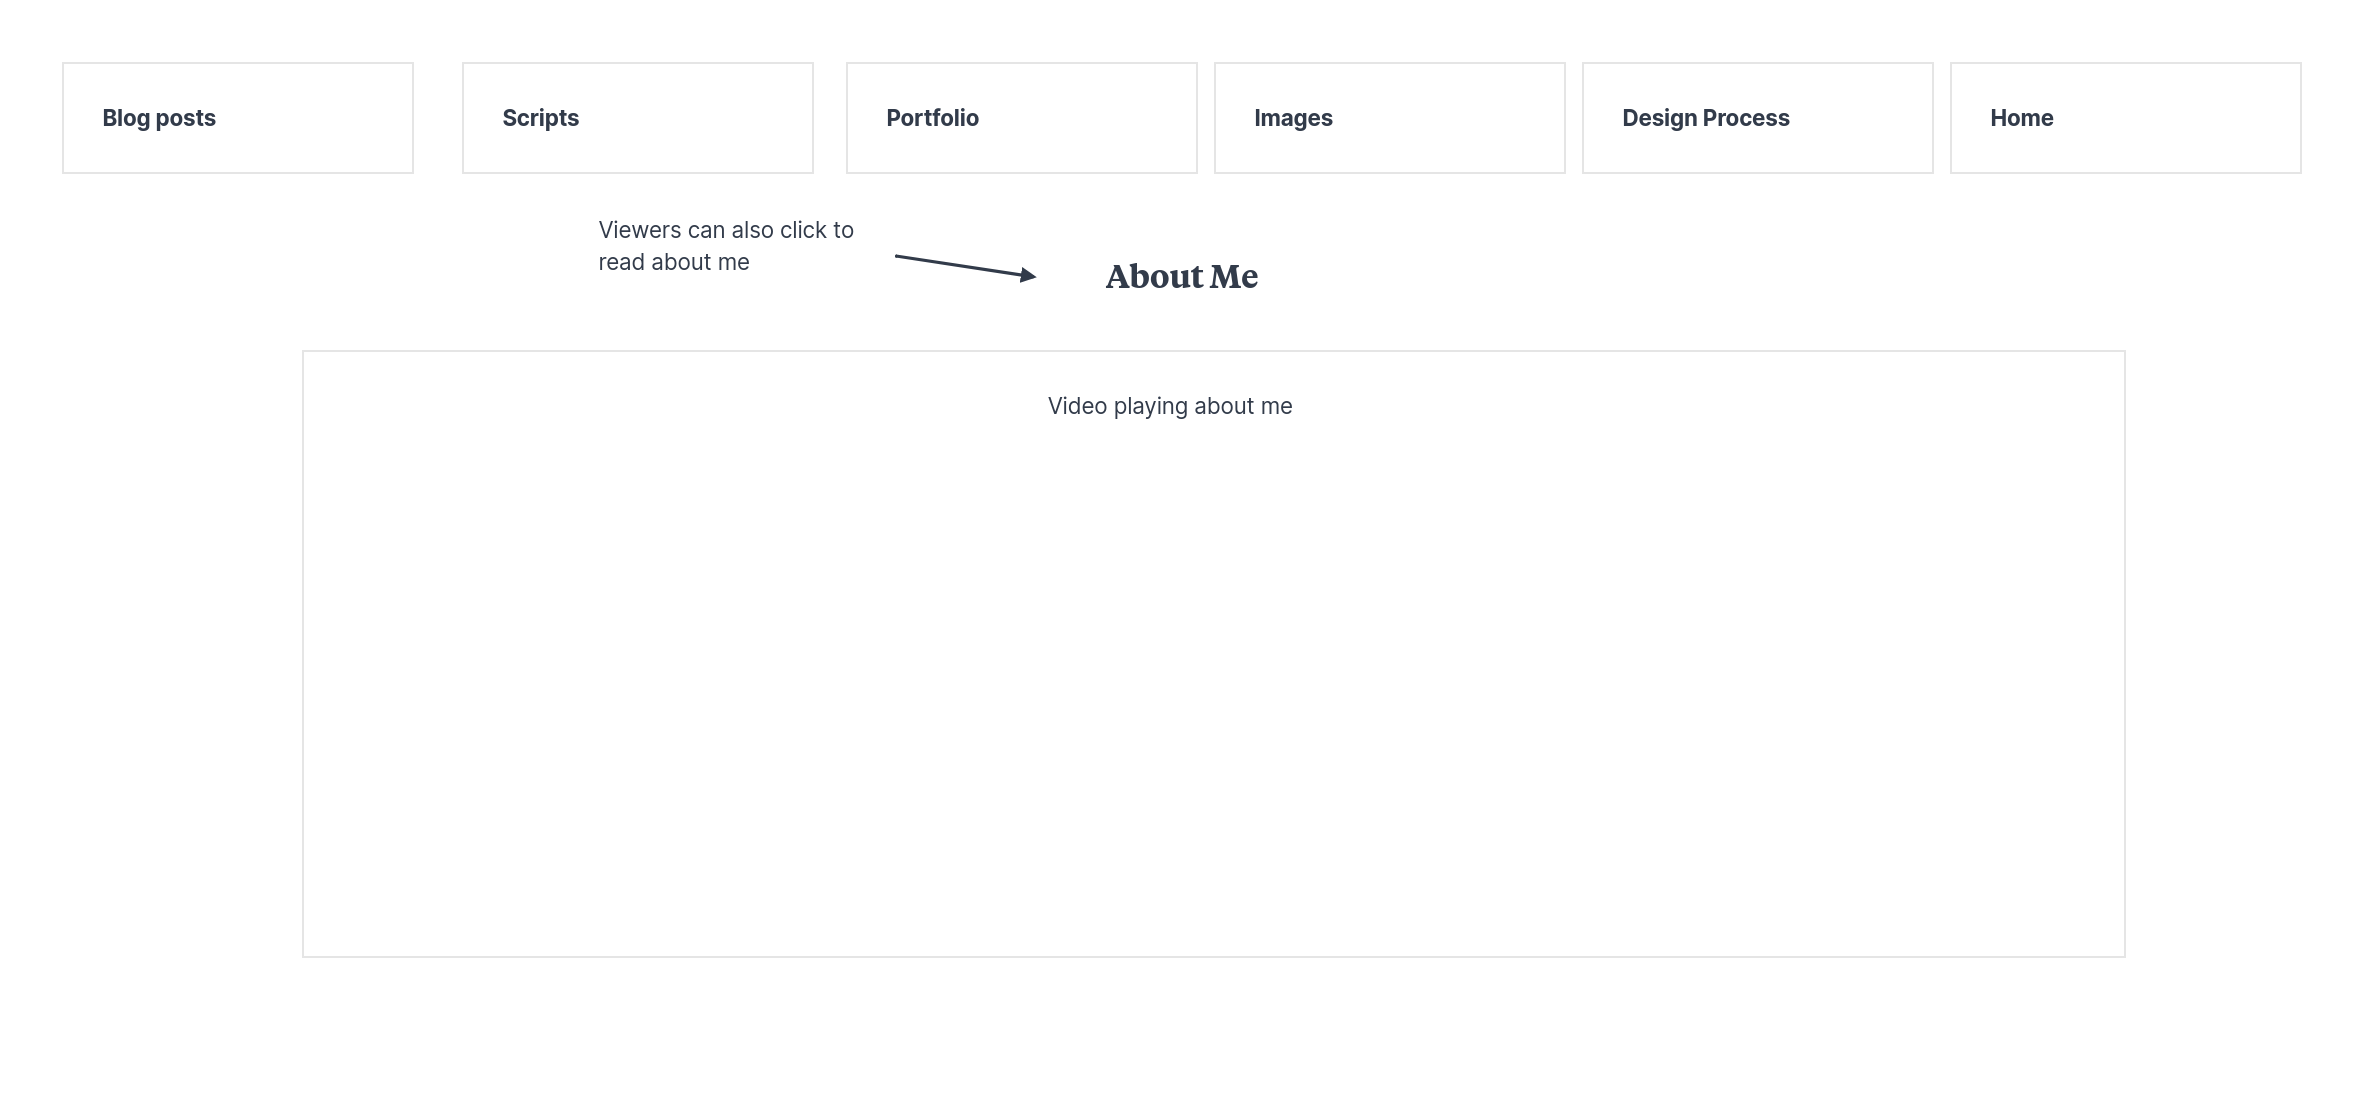 Blog posts
Scripts
Portfolio
Images
Design Process
Home
Viewers can also click to
read about me
About Me
Video playing about me